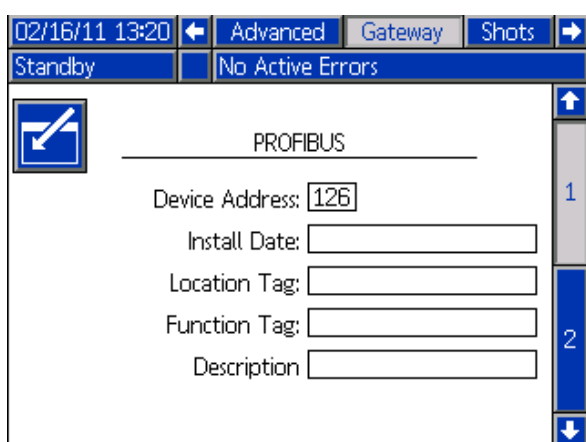 02/16/11 13:20 Advanced Gateway Shots
Standby No Active Errors
PROFIBUS
1
Device Address: 126
Install Date:
Location Tag:
Function Tag:
2
Description